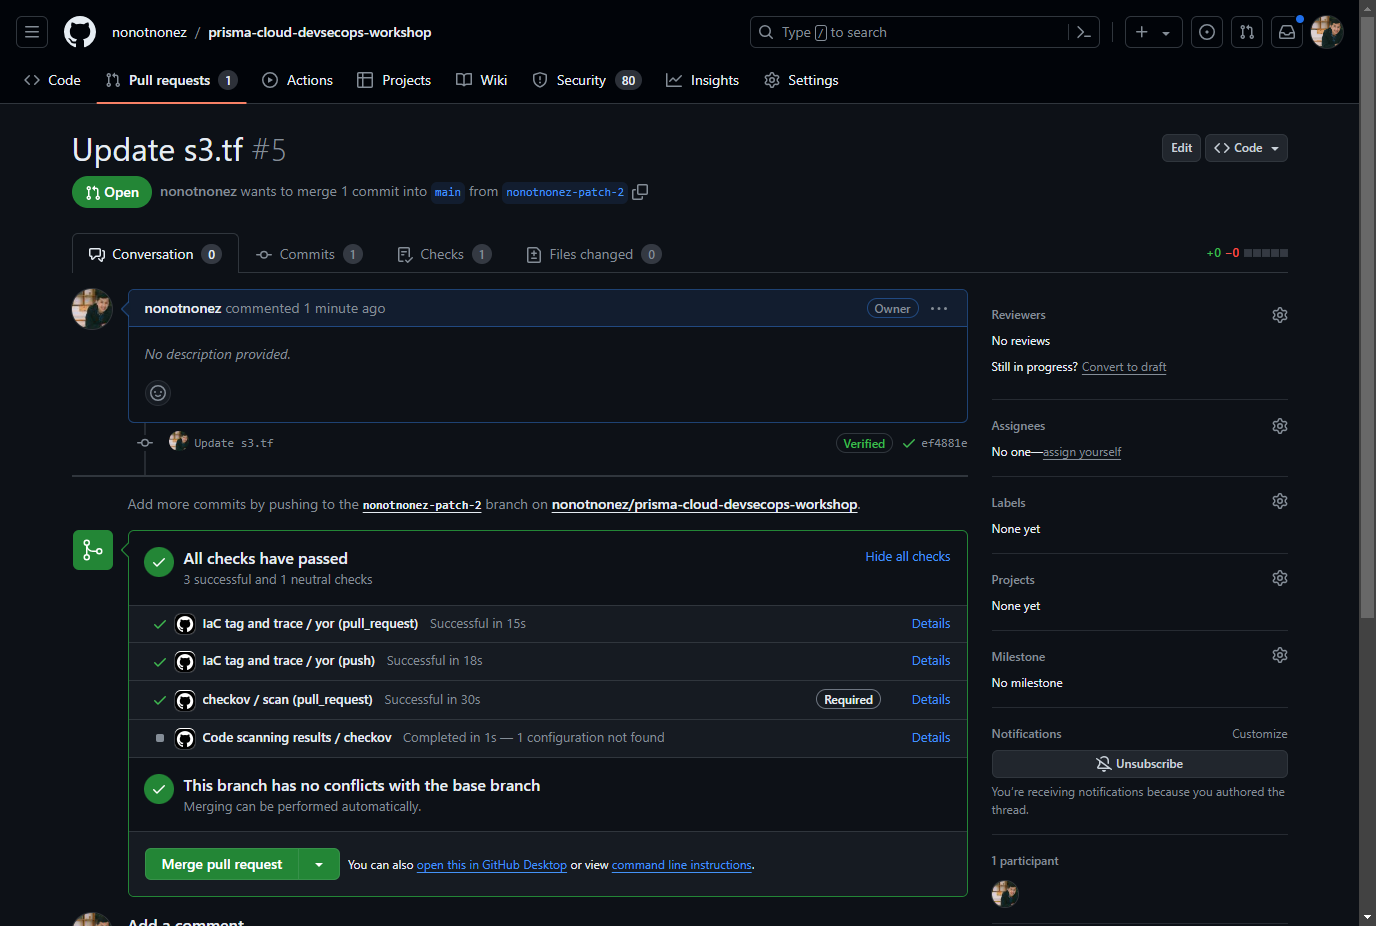 nonotnonez / prisma-cloud-devsecops-workshop
Type / to search
Code
Pull requests 1
Actions
Projects
Wiki
Security 80
Insights
Settings
Update s3.tf #5
Edit
<> Code
Open
nonotnonez wants to merge 1 commit into main from nonotnonez-patch-2
Conversation 0
Commits 1
Checks 1
Files changed 0
+0 −0
nonotnonez commented 1 minute ago
Owner
No description provided.
Update s3.tf
Verified
ef4881e
Add more commits by pushing to the nonotnonez-patch-2 branch on nonotnonez/prisma-cloud-devsecops-workshop.
All checks have passed
Hide all checks
3 successful and 1 neutral checks
IaC tag and trace / yor (pull_request) Successful in 15s
Details
IaC tag and trace / yor (push) Successful in 18s
Details
checkov / scan (pull_request) Successful in 30s
Required
Details
Code scanning results / checkov Completed in 1s — 1 configuration not found
Details
This branch has no conflicts with the base branch
Merging can be performed automatically.
Merge pull request
You can also open this in GitHub Desktop or view command line instructions.
Add a comment
Reviewers
No reviews
Still in progress? Convert to draft
Assignees
No one—assign yourself
Labels
None yet
Projects
None yet
Milestone
No milestone
Notifications
Customize
Unsubscribe
You're receiving notifications because you authored the
thread.
1 participant